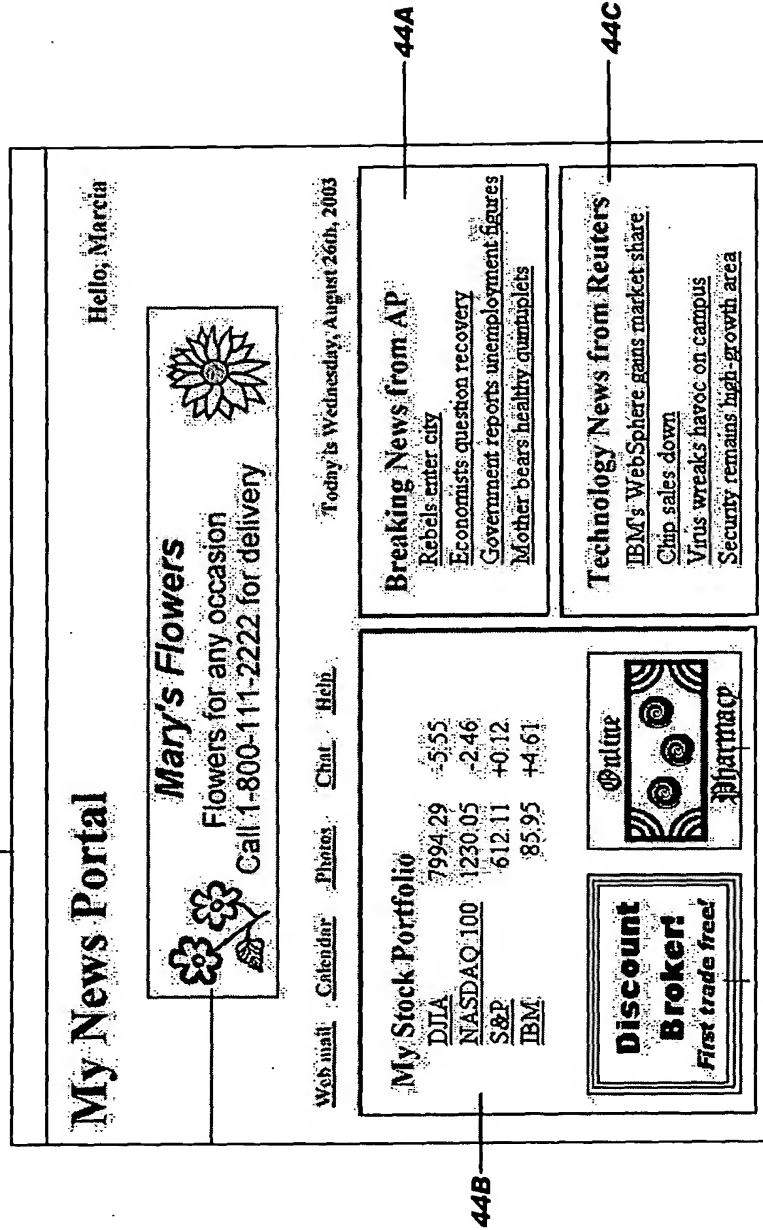 My News Portal
Hello, Marcia
Mary's Flowers
Flowers for any occasion
Call 1-800-111-2222 for delivery
Web mail Calendar Photos Chat Help
Today is Wednesday, August 26th, 2003
My Stock Portfolio
DJIA 7994.29 -5.55
NASDAQ 100 1230.05 -2.46
S&P 612.11 +0.12
IBM 85.95 +4.61
Discount
Broker!
First trade free!
Online
Pharmacy
44B
Breaking News from AP
Rebels enter city
Economists question recovery
Government reports unemployment figures
Mother bears healthy quintuplets
44A
Technology News from Reuters
IBM's WebSphere gains market share
Chip sales down
Virus wreaks havoc on campus
Security remains high-growth area
44C